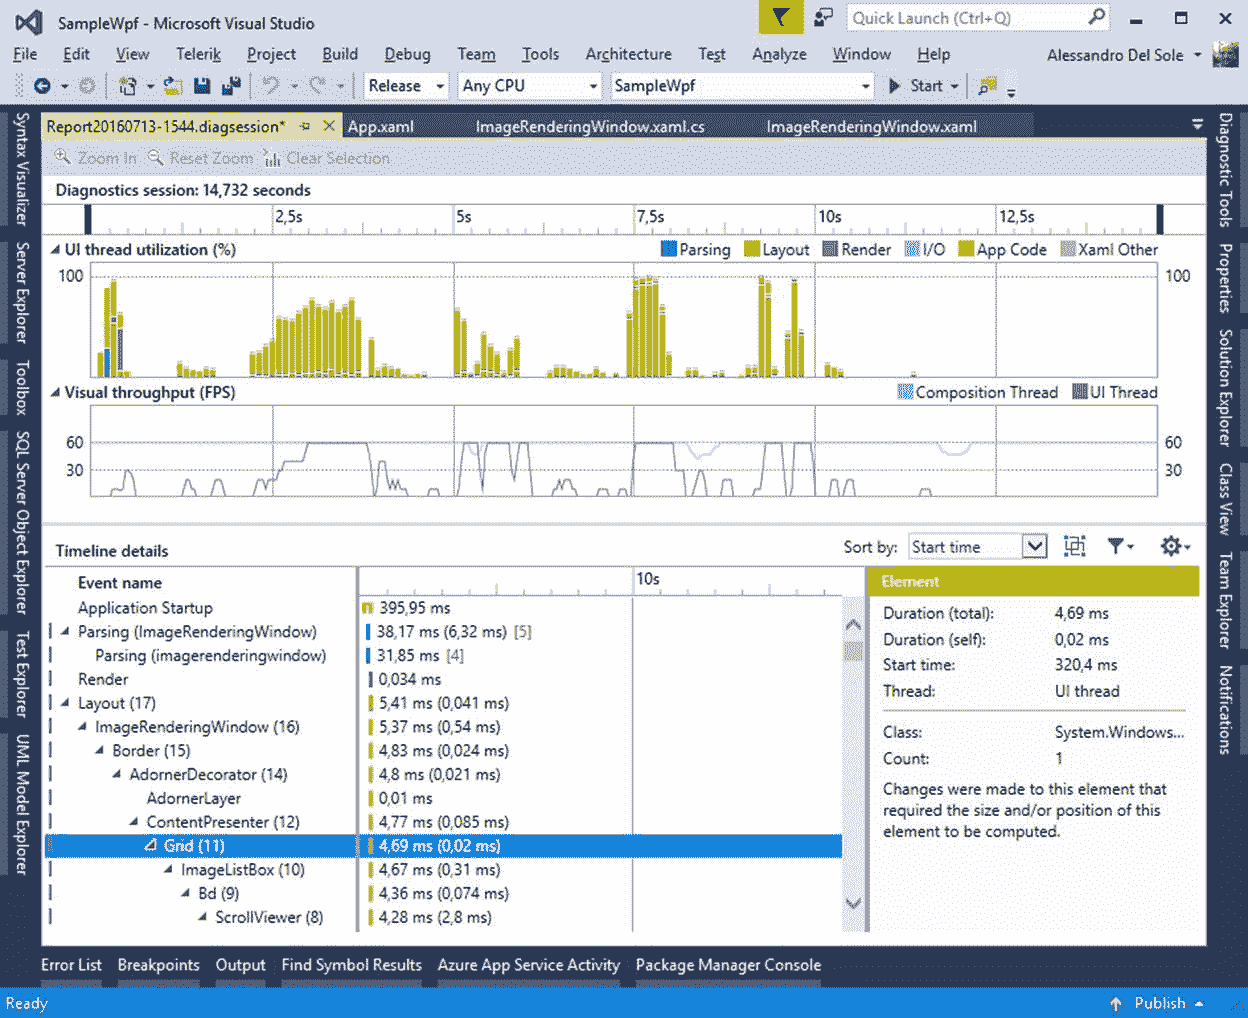 SampleWpf - Microsoft Visual Studio
Quick Launch (Ctrl+Q)
File Edit View Telerik Project Build Debug Team Tools Architecture Test Analyze Window Help Alessandro Del Sole
Release Any CPU SampleWpf Start
Report20160713-1544.diagsession* App.xaml ImageRenderingWindow.xaml.cs ImageRenderingWindow.xaml
Zoom In Reset Zoom Clear Selection
Diagnostics session: 14,732 seconds
2,5s 5s 7,5s 10s 12,5s
UI thread utilization (%) Parsing Layout Render I/O App Code Xaml Other
100 100
Visual throughput (FPS) Composition Thread UI Thread
60 60
30 30
Timeline details Sort by: Start time
Event name 10s
Application Startup 395,95 ms
Parsing (ImageRenderingWindow) 38,17 ms (6,32 ms) [5]
Parsing (imagerenderingwindow) 31,85 ms [4]
Render 0,034 ms
Layout (17) 5,41 ms (0,041 ms)
ImageRenderingWindow (16) 5,37 ms (0,54 ms)
Border (15) 4,83 ms (0,024 ms)
AdornerDecorator (14) 4,8 ms (0,021 ms)
AdornerLayer 0,01 ms
ContentPresenter (12) 4,77 ms (0,085 ms)
Grid (11) 4,69 ms (0,02 ms)
ImageListBox (10) 4,67 ms (0,31 ms)
Bd (9) 4,36 ms (0,074 ms)
ScrollViewer (8) 4,28 ms (2,8 ms)
Element
Duration (total): 4,69 ms
Duration (self): 0,02 ms
Start time: 320,4 ms
Thread: UI thread
Class: System.Windows...
Count: 1
Changes were made to this element that
required the size and/or position of this
element to be computed.
Syntax Visualizer
Server Explorer
Toolbox
SQL Server Object Explorer
Test Explorer
UML Model Explorer
Diagnostic Tools
Properties
Solution Explorer
Class View
Team Explorer
Notifications
Error List Breakpoints Output Find Symbol Results Azure App Service Activity Package Manager Console
Ready Publish